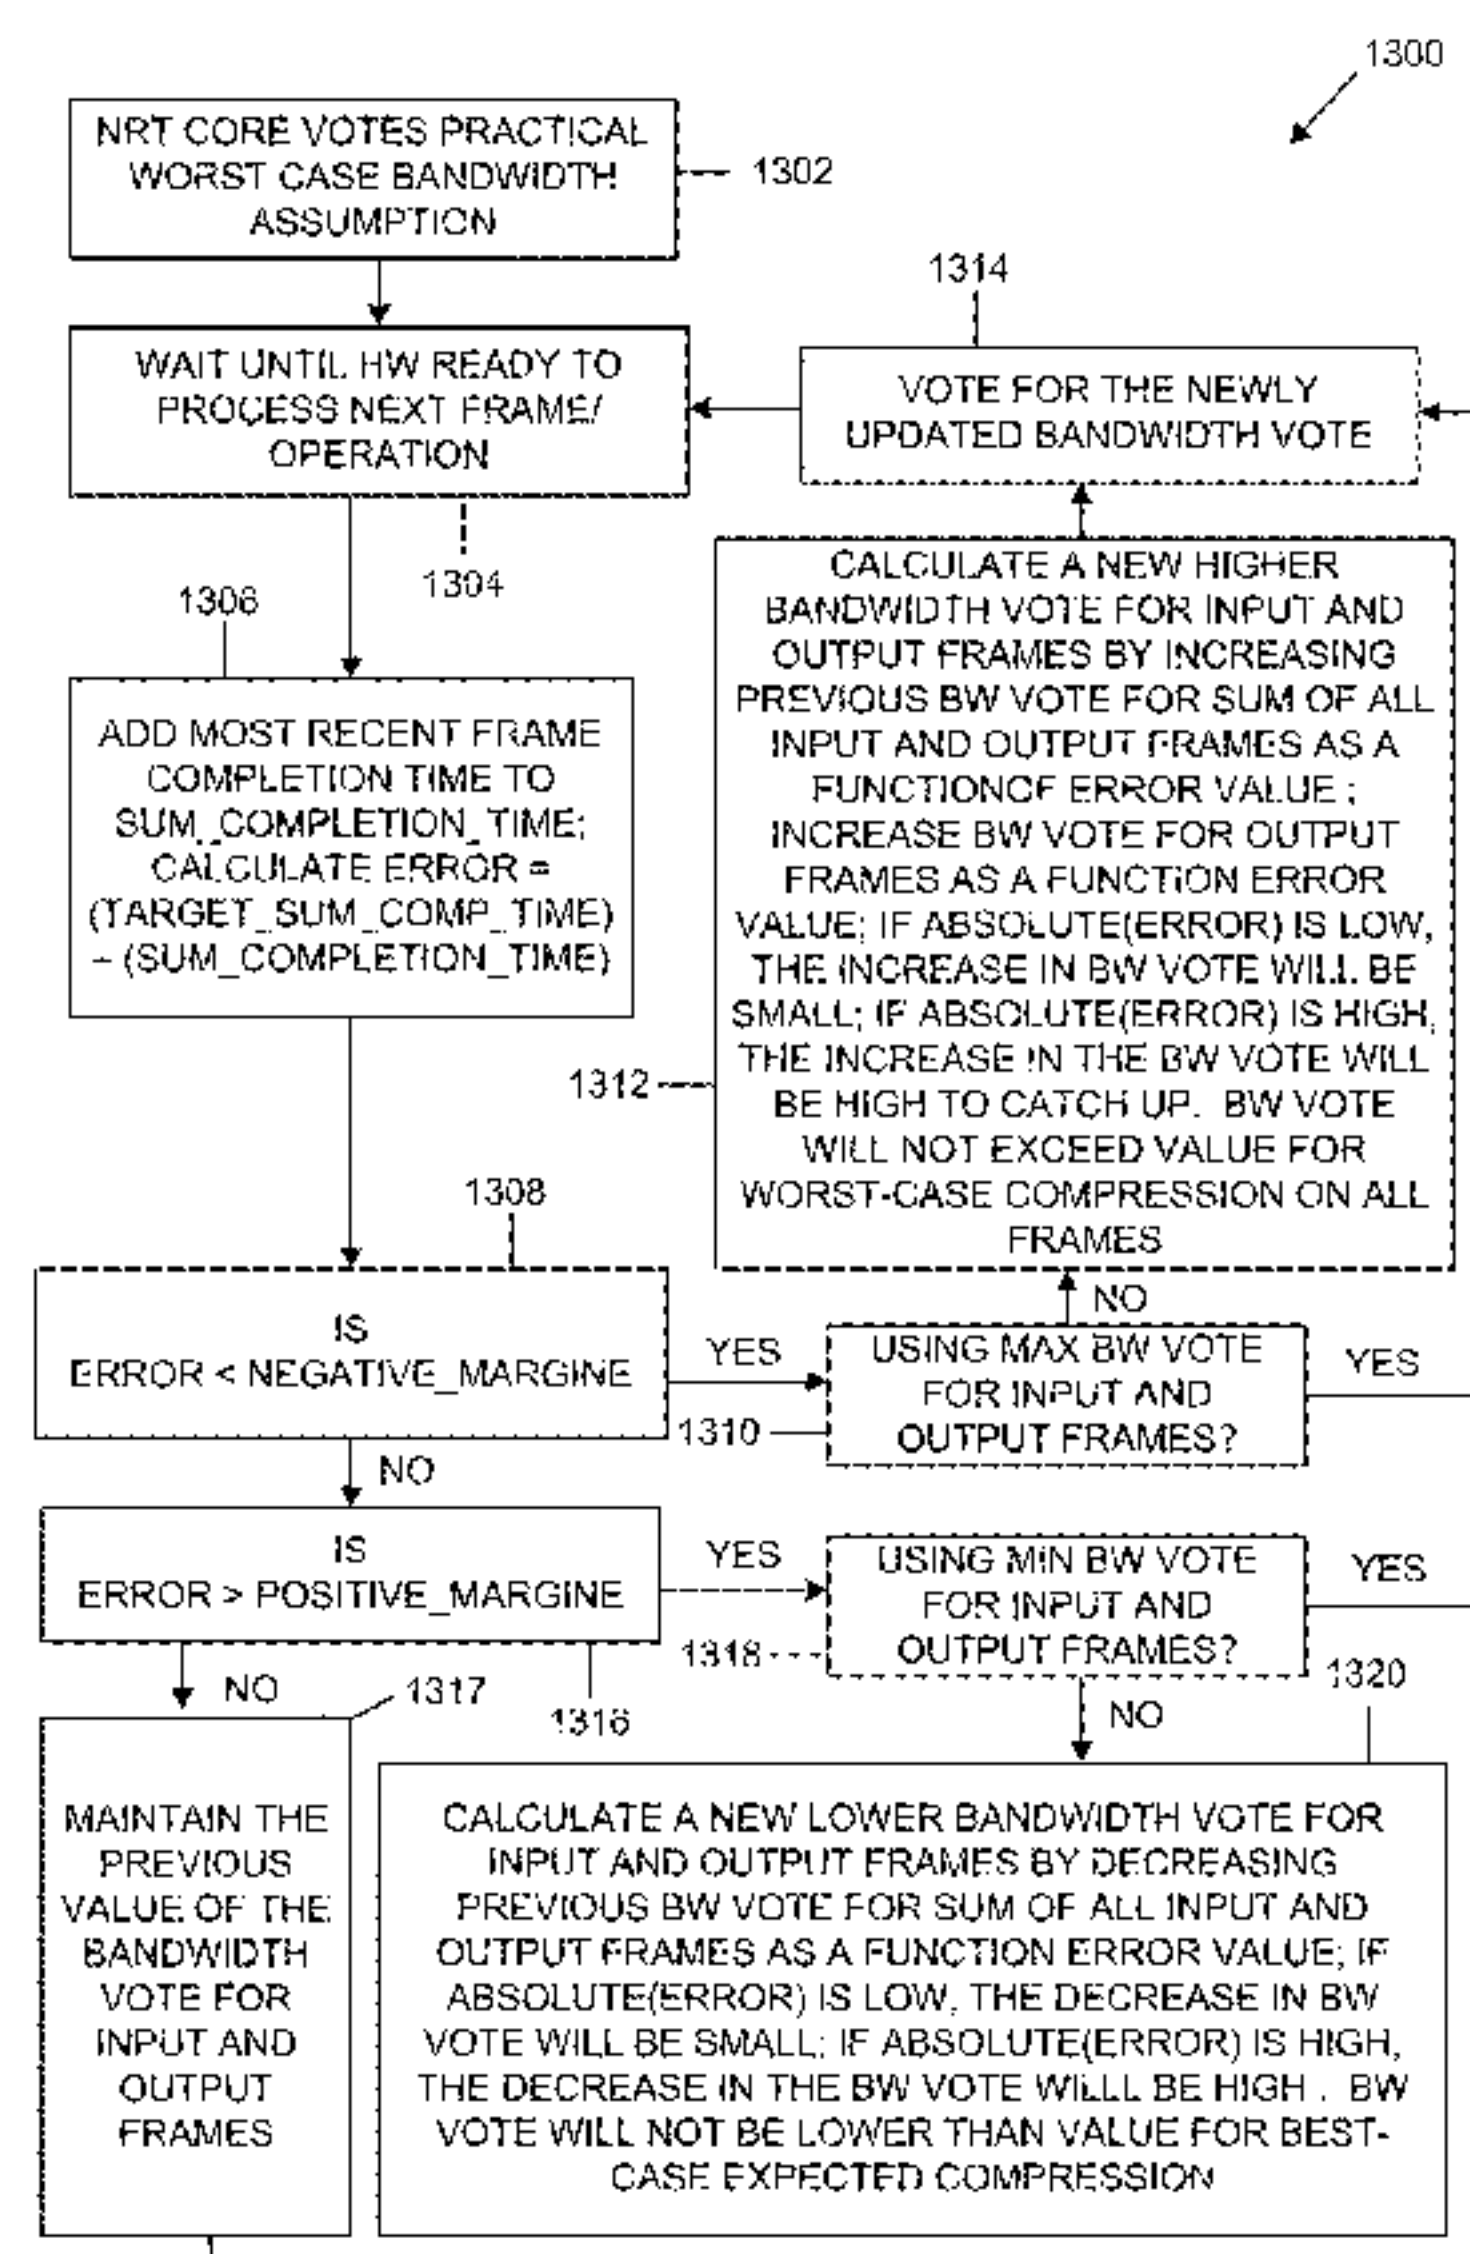 1300
NRT CORE VOTES PRACTICAL
WORST CASE BANDWIDTH
ASSUMPTION
1302
WAIT UNTIL HW READY TO
PROCESS NEXT FRAME/
OPERATION
1304
1314
VOTE FOR THE NEWLY
UPDATED BANDWIDTH VOTE
1306
ADD MOST RECENT FRAME
COMPLETION TIME TO
SUM_COMPLETION_TIME;
CALCULATE ERROR =
(TARGET_SUM_COMP_TIME)
– (SUM_COMPLETION_TIME)
CALCULATE A NEW HIGHER
BANDWIDTH VOTE FOR INPUT AND
OUTPUT FRAMES BY INCREASING
PREVIOUS BW VOTE FOR SUM OF ALL
INPUT AND OUTPUT FRAMES AS A
FUNCTIONOF ERROR VALUE ;
INCREASE BW VOTE FOR OUTPUT
FRAMES AS A FUNCTION ERROR
VALUE; IF ABSOLUTE(ERROR) IS LOW,
THE INCREASE IN BW VOTE WILL BE
SMALL; IF ABSOLUTE(ERROR) IS HIGH,
THE INCREASE IN THE BW VOTE WILL
BE HIGH TO CATCH UP. BW VOTE
WILL NOT EXCEED VALUE FOR
WORST-CASE COMPRESSION ON ALL
FRAMES
1312
1308
IS
ERROR < NEGATIVE_MARGINE
YES
NO
USING MAX BW VOTE
FOR INPUT AND
OUTPUT FRAMES?
1310
YES
NO
IS
ERROR > POSITIVE_MARGINE
YES
USING MIN BW VOTE
FOR INPUT AND
OUTPUT FRAMES?
1318
YES
NO
1317
1316
NO
1320
MAINTAIN THE
PREVIOUS
VALUE OF THE
BANDWIDTH
VOTE FOR
INPUT AND
OUTPUT
FRAMES
CALCULATE A NEW LOWER BANDWIDTH VOTE FOR
INPUT AND OUTPUT FRAMES BY DECREASING
PREVIOUS BW VOTE FOR SUM OF ALL INPUT AND
OUTPUT FRAMES AS A FUNCTION ERROR VALUE; IF
ABSOLUTE(ERROR) IS LOW, THE DECREASE IN BW
VOTE WILL BE SMALL; IF ABSOLUTE(ERROR) IS HIGH,
THE DECREASE IN THE BW VOTE WILLL BE HIGH . BW
VOTE WILL NOT BE LOWER THAN VALUE FOR BEST-
CASE EXPECTED COMPRESSION